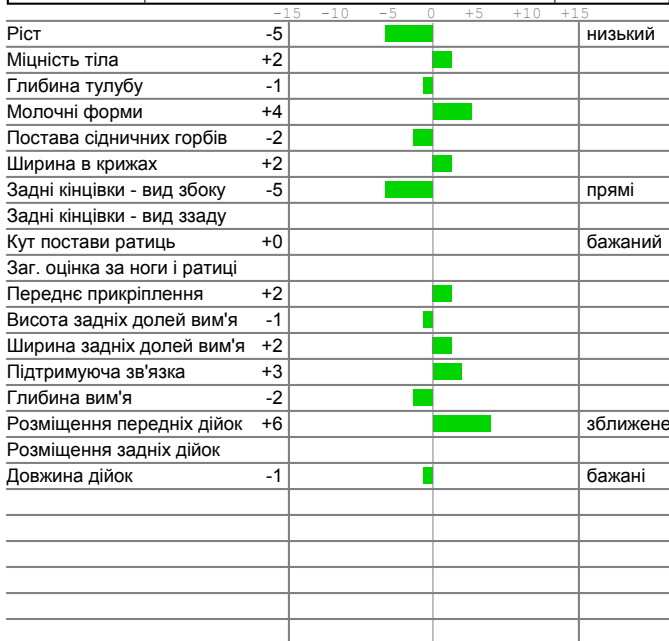 -15 -10 -5 0 +5 +10 +15
Ріст -5 низький
Міцність тіла +2
Глибина тулубу -1
Молочні форми +4
Постава сідничних горбів -2
Ширина в крижах +2
Задні кінцівки - вид збоку -5 прямі
Задні кінцівки - вид ззаду
Кут постави ратиць +0 бажаний
Заг. оцінка за ноги і ратиці
Переднє прикріплення +2
Висота задніх долей вим'я -1
Ширина задніх долей вим'я +2
Підтримуюча зв'язка +3
Глибина вим'я -2
Розміщення передніх дійок +6 зближене
Розміщення задніх дійок
Довжина дійок -1 бажані